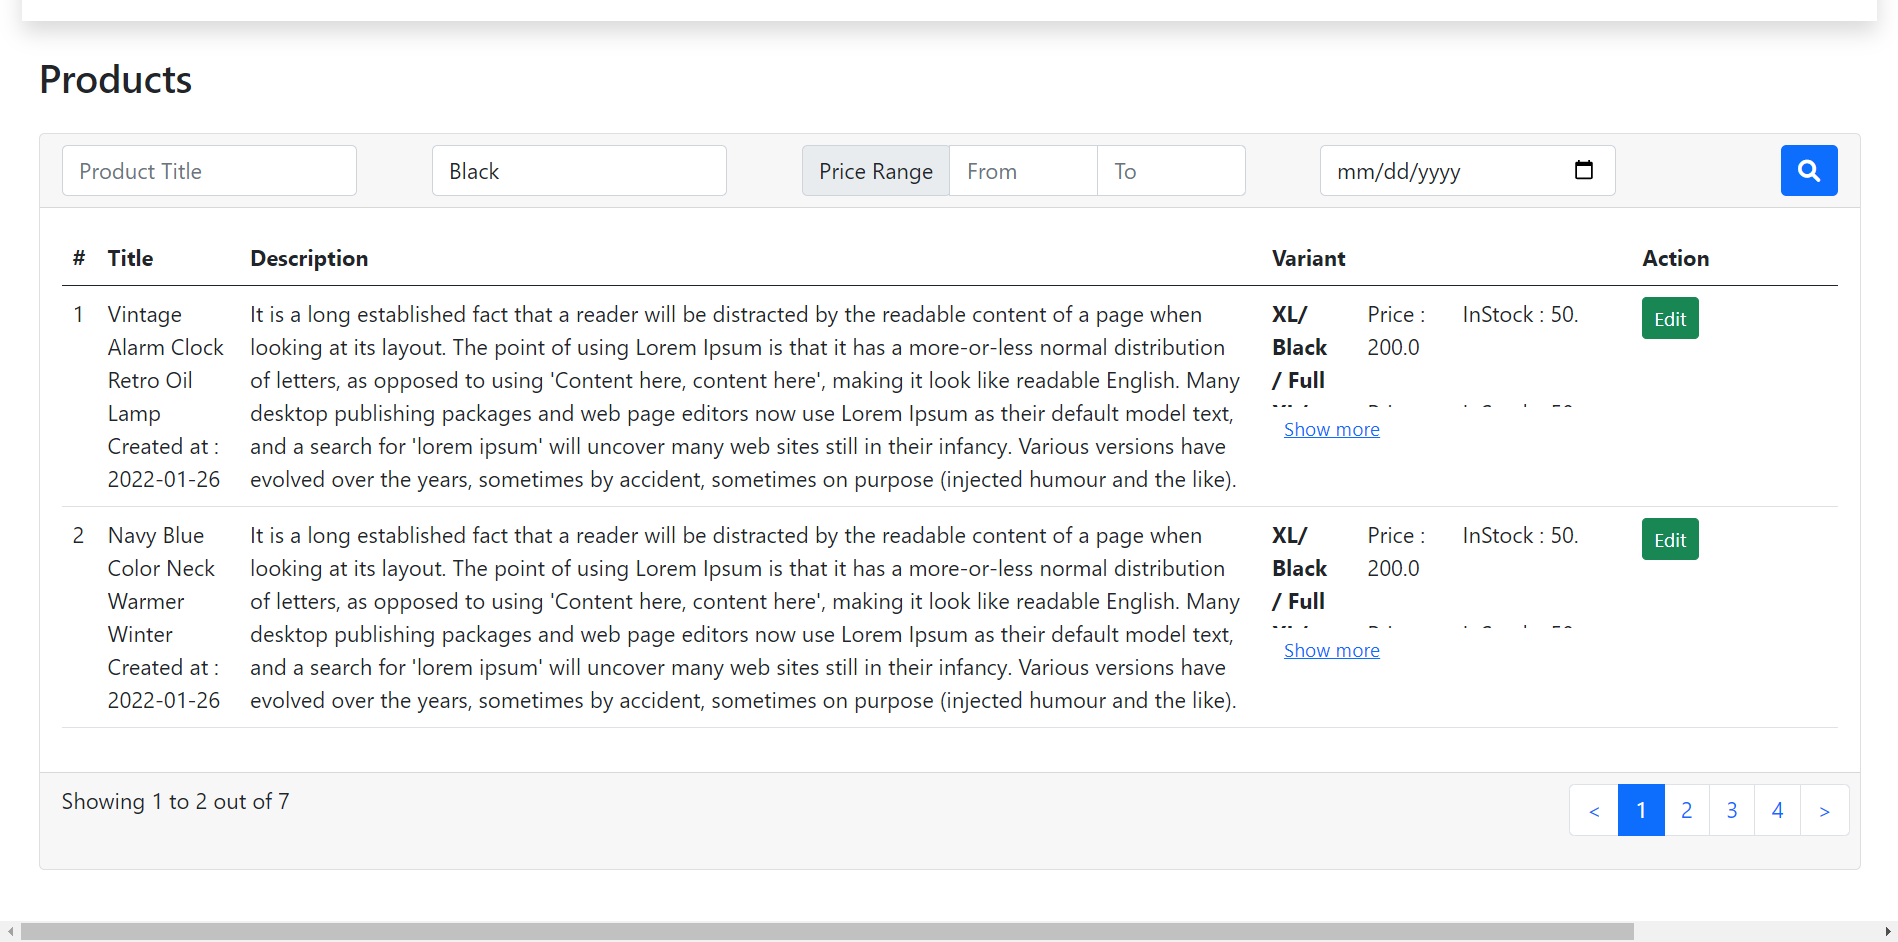 Products
Product Title
Black
Price Range
From
To
mm/dd/yyyy
# Title Description Variant Action
1
Vintage
Alarm Clock
Retro Oil
Lamp
Created at :
2022-01-26
It is a long established fact that a reader will be distracted by the readable content of a page when
looking at its layout. The point of using Lorem Ipsum is that it has a more-or-less normal distribution
of letters, as opposed to using 'Content here, content here', making it look like readable English. Many
desktop publishing packages and web page editors now use Lorem Ipsum as their default model text,
and a search for 'lorem ipsum' will uncover many web sites still in their infancy. Various versions have
evolved over the years, sometimes by accident, sometimes on purpose (injected humour and the like).
XL/
Black
/ Full
Price :
200.0
InStock : 50.
Show more
Edit
2
Navy Blue
Color Neck
Warmer
Winter
Created at :
2022-01-26
It is a long established fact that a reader will be distracted by the readable content of a page when
looking at its layout. The point of using Lorem Ipsum is that it has a more-or-less normal distribution
of letters, as opposed to using 'Content here, content here', making it look like readable English. Many
desktop publishing packages and web page editors now use Lorem Ipsum as their default model text,
and a search for 'lorem ipsum' will uncover many web sites still in their infancy. Various versions have
evolved over the years, sometimes by accident, sometimes on purpose (injected humour and the like).
XL/
Black
/ Full
Price :
200.0
InStock : 50.
Show more
Edit
Showing 1 to 2 out of 7
< 1 2 3 4 >